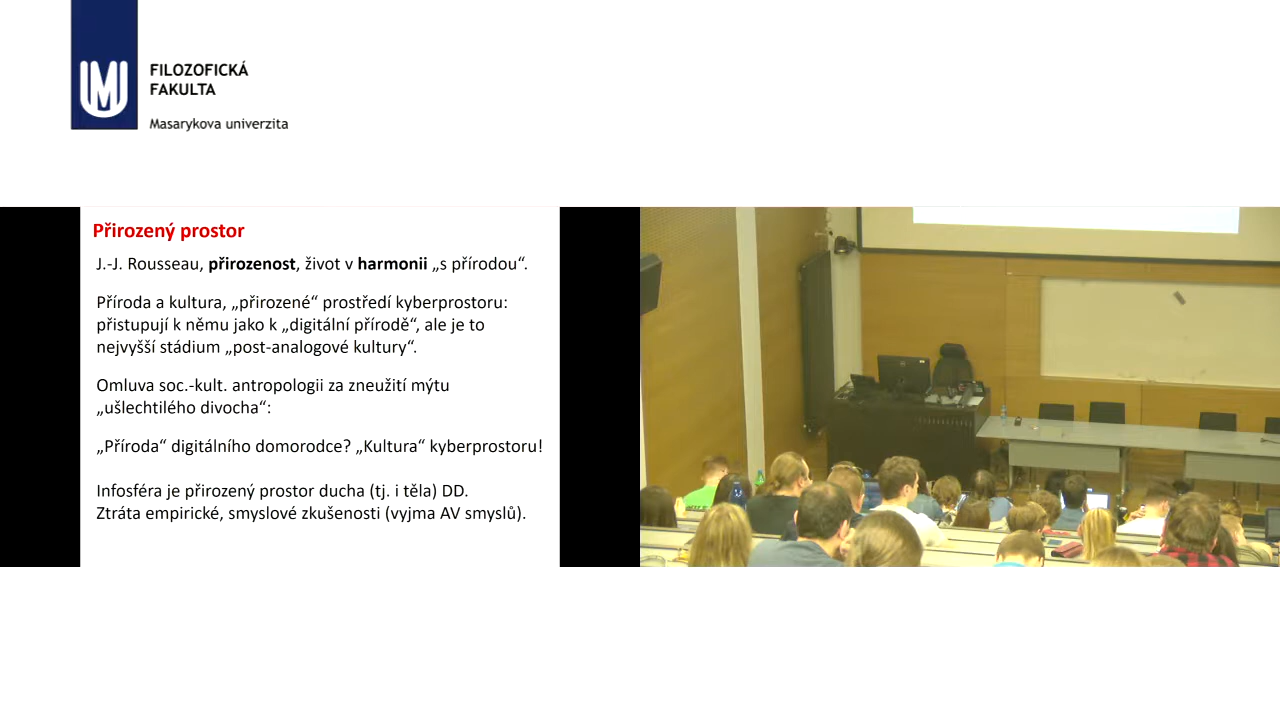 FILOZOFICKÁ
FAKULTA
Masarykova univerzita
Přirozený prostor
J.-J. Rousseau, přirozenost, život v harmonii „s přírodou“.
Příroda a kultura, „přirozené“ prostředí kyberprostoru:
přistupují k němu jako k „digitální přírodě“, ale je to
nejvyšší stádium „post-analogové kultury“.
Omluva soc.-kult. antropologii za zneužití mýtu
„ušlechtilého divocha“:
„Příroda“ digitálního domorodce? „Kultura“ kyberprostoru!
Infosféra je přirozený prostor ducha (tj. i těla) DD.
Ztráta empirické, smyslové zkušenosti (vyjma AV smyslů).